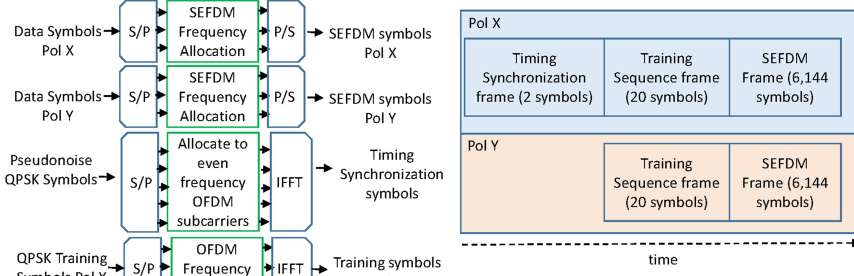 Data Symbols
Pol X
S/P
SEFDM
Frequency
Allocation
P/S
SEFDM symbols
Pol X
Data Symbols
Pol Y
S/P
SEFDM
Frequency
Allocation
P/S
SEFDM symbols
Pol Y
Pseudonoise
QPSK Symbols
S/P
Allocate to
even
frequency
OFDM
subcarriers
IFFT
Timing
Synchronization
symbols
QPSK Training
S/P
OFDM
Frequency
IFFT
Training symbols
Pol X
Timing
Synchronization
frame (2 symbols)
Training
Sequence frame
(20 symbols)
SEFDM
Frame (6,144
symbols)
Pol Y
Training
Sequence frame
(20 symbols)
SEFDM
Frame (6,144
symbols)
time